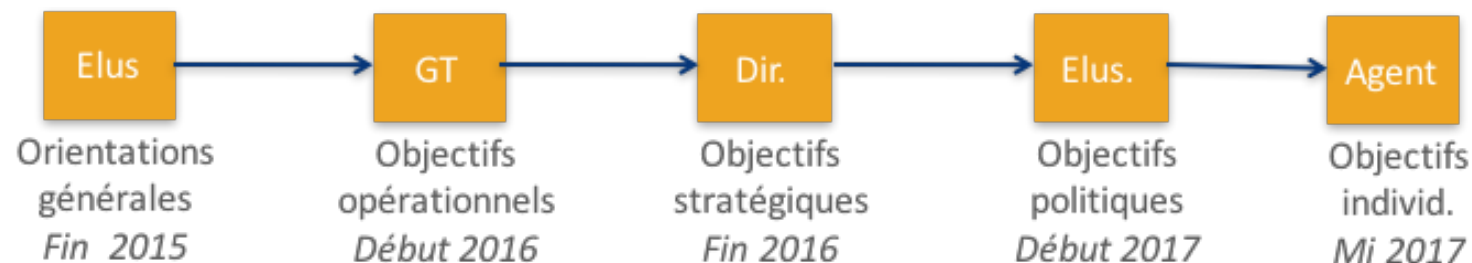 Elus
GT
Dir.
Elus.
Agent
Orientations
générales
Fin 2015
Objectifs
opérationnels
Début 2016
Objectifs
stratégiques
Fin 2016
Objectifs
politiques
Début 2017
Objectifs
individ.
Mi 2017